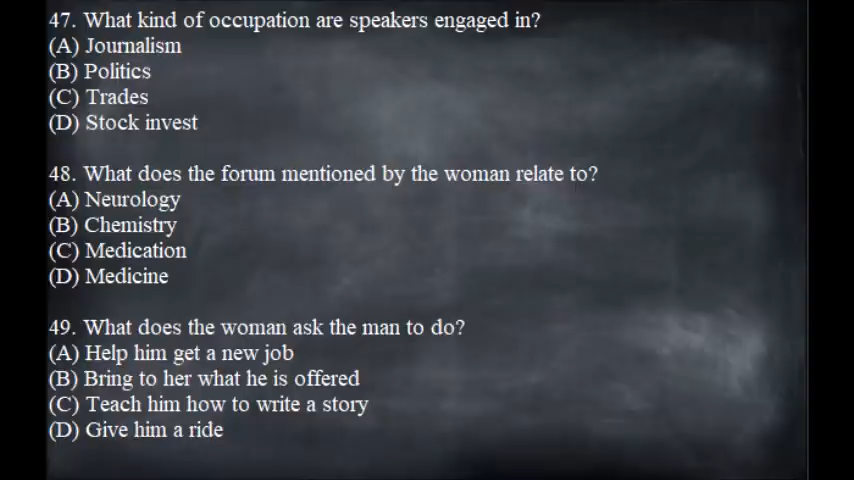 47. What kind of occupation are speakers engaged in?
(A) Journalism
(B) Politics
(C) Trades
(D) Stock invest
48. What does the forum mentioned by the woman relate to?
(A) Neurology
(B) Chemistry
(C) Medication
(D) Medicine
49. What does the woman ask the man to do?
(A) Help him get a new job
(B) Bring to her what he is offered
(C) Teach him how to write a story
(D) Give him a ride